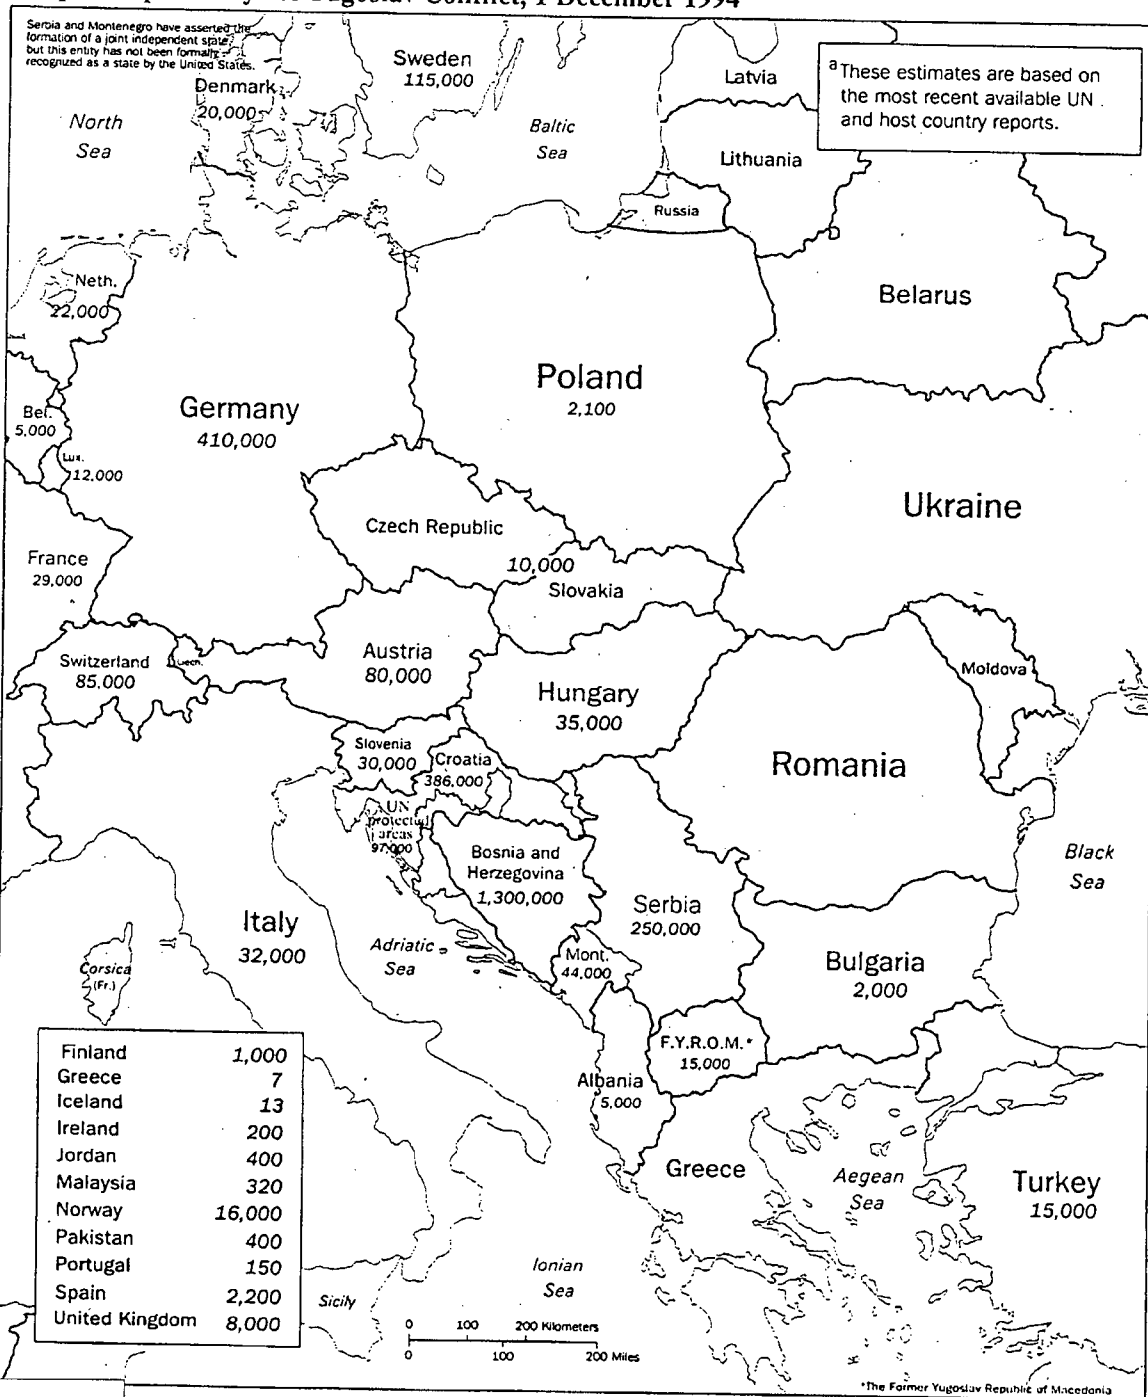 Yugoslav Conflict, 1 December 1994
Serbia and Montenegro have asserted the
formation of a joint independent state,
but this entity has not been formally
recognized as a state by the United States.
a These estimates are based on
the most recent available UN
and host country reports.
Sweden
115,000
Latvia
Denmark
20,000
North
Sea
Baltic
Sea
Lithuania
Russia
Neth.
22,000
Belarus
Poland
2,100
Germany
410,000
Bel.
5,000
Lux.
12,000
Ukraine
Czech Republic
10,000
Slovakia
France
29,000
Austria
80,000
Switzerland
85,000
Liech.
Moldova
Hungary
35,000
Slovenia
30,000
Croatia
386,000
Romania
UN
protected
areas
97,000
Bosnia and
Herzegovina
1,300,000
Black
Sea
Serbia
250,000
Italy
32,000
Adriatic
Sea
Mont.
44,000
Bulgaria
2,000
Corsica
(Fr.)
F.Y.R.O.M.*
15,000
Albania
5,000
Greece
Aegean
Sea
Turkey
15,000
Finland 1,000
Greece 7
Iceland 13
Ireland 200
Jordan 400
Malaysia 320
Norway 16,000
Pakistan 400
Portugal 150
Spain 2,200
United Kingdom 8,000
Ionian
Sea
Sicily
0 100 200 Kilometers
0 100 200 Miles
*The Former Yugoslav Republic of Macedonia